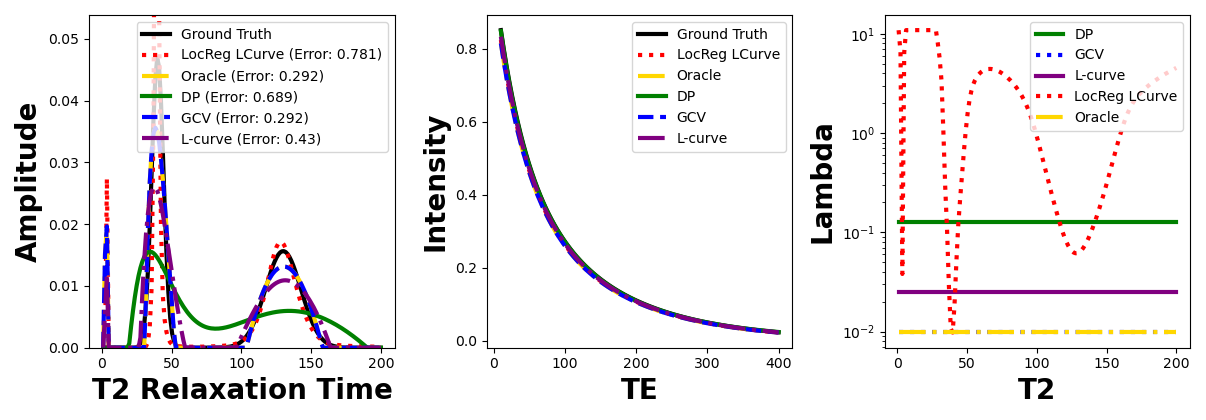 Amplitude
0.05
0.04
0.03
0.02
0.01
0.00
Ground Truth
LocReg LCurve (Error: 0.781)
Oracle (Error: 0.292)
DP (Error: 0.689)
GCV (Error: 0.292)
L-curve (Error: 0.43)
0 50 100 150 200
T2 Relaxation Time
Intensity
0.8
0.6
0.4
0.2
0.0
Ground Truth
LocReg LCurve
Oracle
DP
GCV
L-curve
0 100 200 300 400
TE
Lambda
10¹
10⁰
10⁻¹
10⁻²
DP
GCV
L-curve
LocReg LCurve
Oracle
0 50 100 150 200
T2